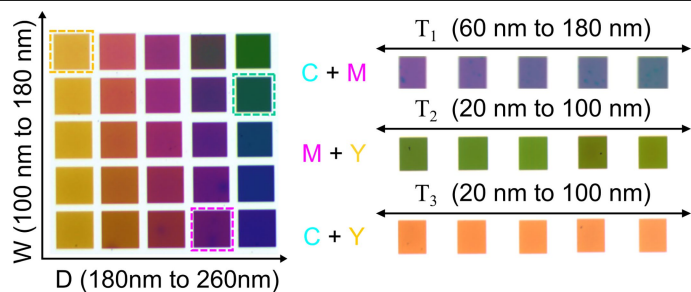 W (100 nm to 180 nm)
D (180nm to 260nm)
T1 (60 nm to 180 nm)
C + M
T2 (20 nm to 100 nm)
M + Y
T3 (20 nm to 100 nm)
C + Y